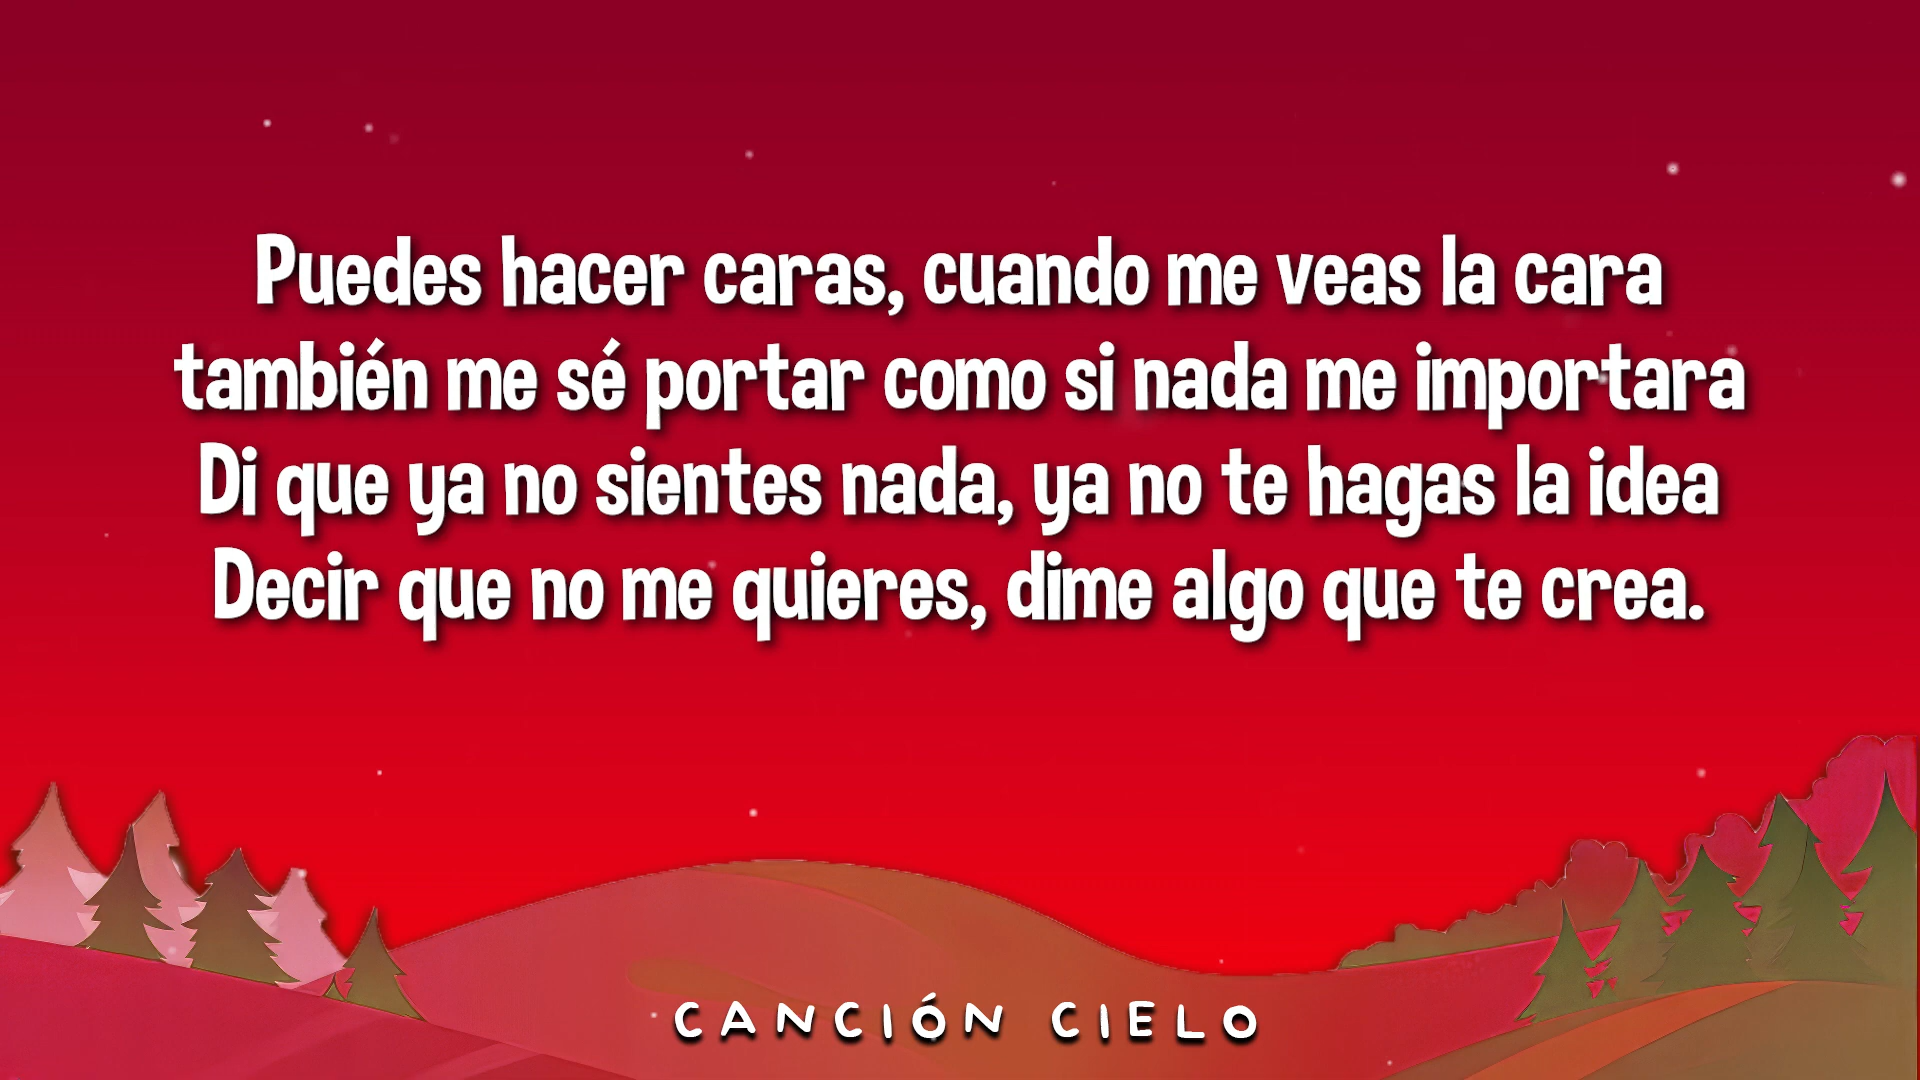 Puedes hacer caras, cuando me veas la cara
también me sé portar como si nada me importara
Di que ya no sientes nada, ya no te hagas la idea
Decir que no me quieres, dime algo que te crea.
CANCIÓN CIELO